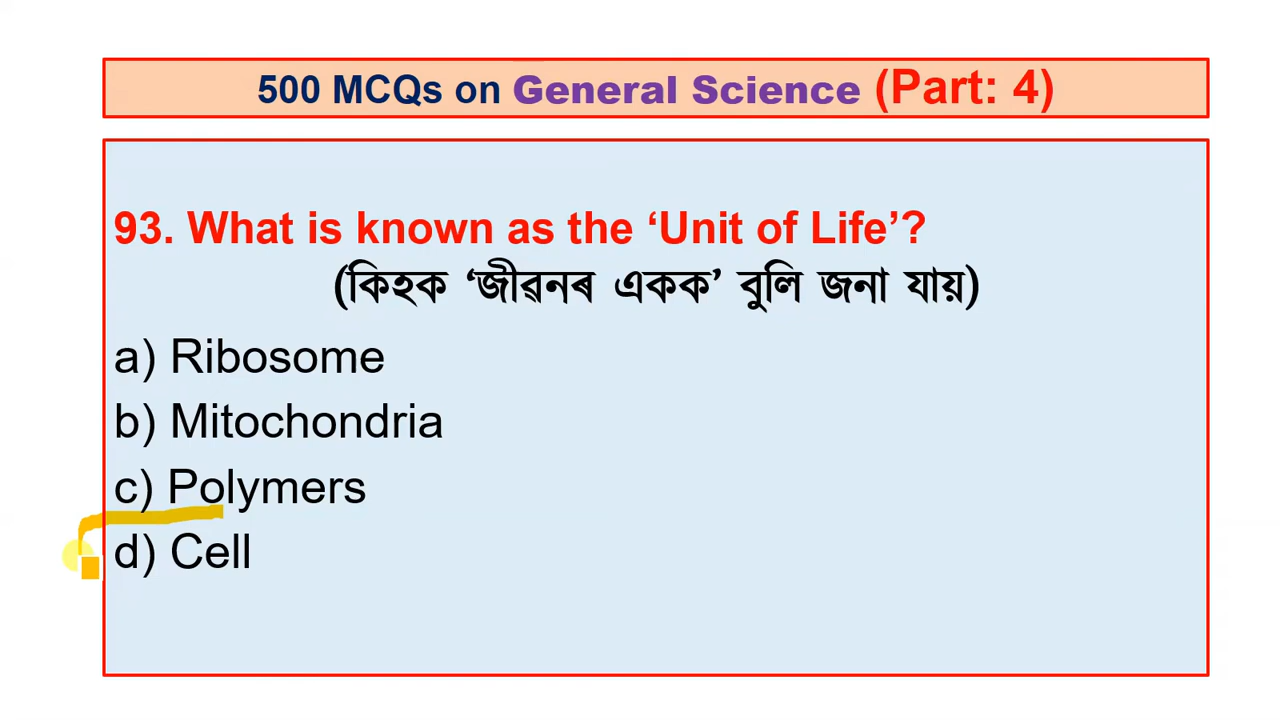 500 MCQs on General Science (Part: 4)
93. What is known as the ‘Unit of Life’?
(কিহক ‘জীৱনৰ একক’ বুলি জনা যায়)
a) Ribosome
b) Mitochondria
c) Polymers
d) Cell